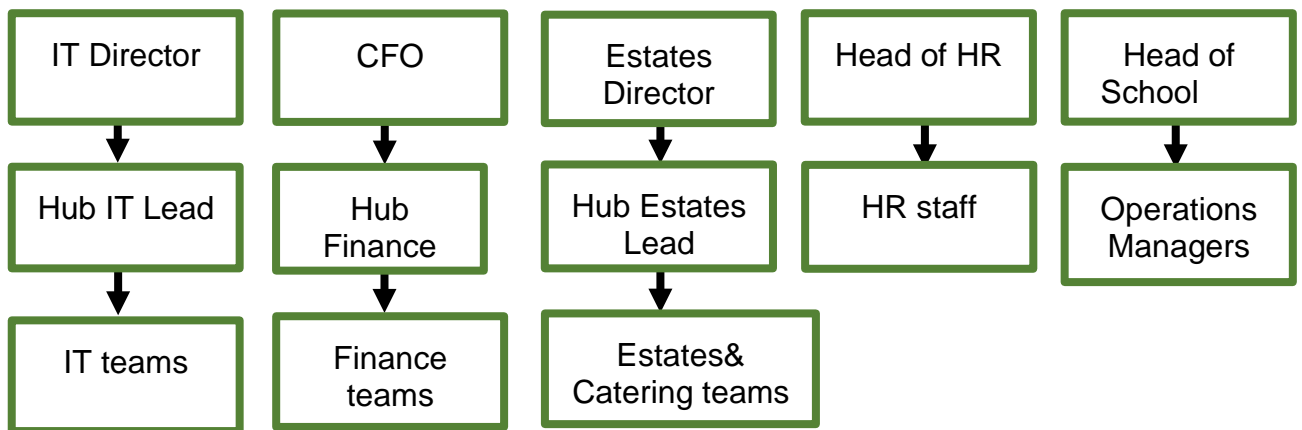 IT Director
CFO
Estates
Director
Head of HR
Head of
School
Hub IT Lead
Hub
Finance
Hub Estates
Lead
HR staff
Operations
Managers
IT teams
Finance
teams
Estates&
Catering teams